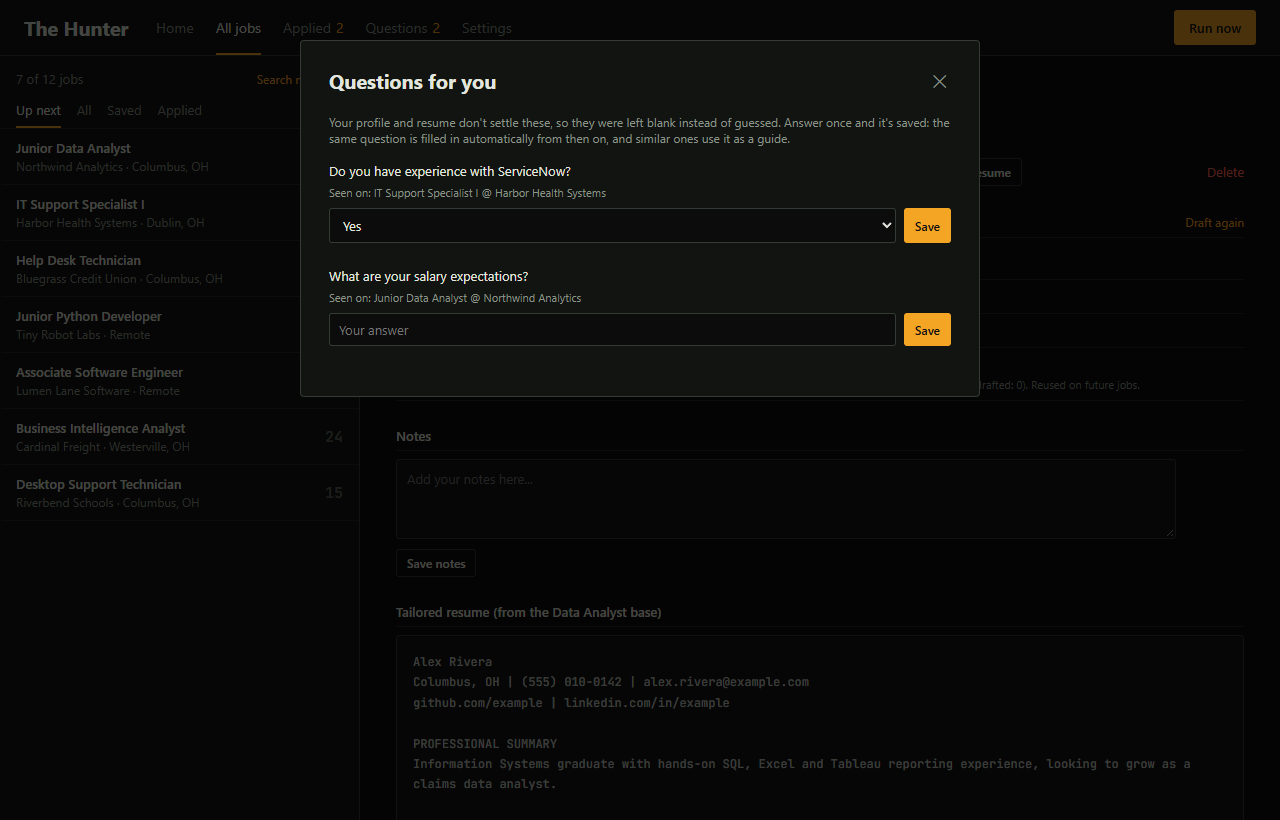 The Hunter
Home
All jobs
Applied 2
Questions 2
Settings
Run now
7 of 12 jobs
Search
Up next
All
Saved
Applied
Junior Data Analyst
Northwind Analytics · Columbus, OH
IT Support Specialist I
Harbor Health Systems · Dublin, OH
Help Desk Technician
Bluegrass Credit Union · Columbus, OH
Junior Python Developer
Tiny Robot Labs · Remote
Associate Software Engineer
Lumen Lane Software · Remote
Business Intelligence Analyst
Cardinal Freight · Westerville, OH
24
Desktop Support Technician
Riverbend Schools · Columbus, OH
15
Questions for you
Your profile and resume don't settle these, so they were left blank instead of guessed. Answer once and it's saved: the
same question is filled in automatically from then on, and similar ones use it as a guide.
Do you have experience with ServiceNow?
Seen on: IT Support Specialist I @ Harbor Health Systems
Yes
Save
What are your salary expectations?
Seen on: Junior Data Analyst @ Northwind Analytics
Your answer
Save
Delete
Draft again
drafted: 0). Reused on future jobs.
Notes
Add your notes here...
Save notes
Tailored resume (from the Data Analyst base)
Alex Rivera
Columbus, OH | (555) 010-0142 | alex.rivera@example.com
github.com/example | linkedin.com/in/example
PROFESSIONAL SUMMARY
Information Systems graduate with hands-on SQL, Excel and Tableau reporting experience, looking to grow as a
claims data analyst.